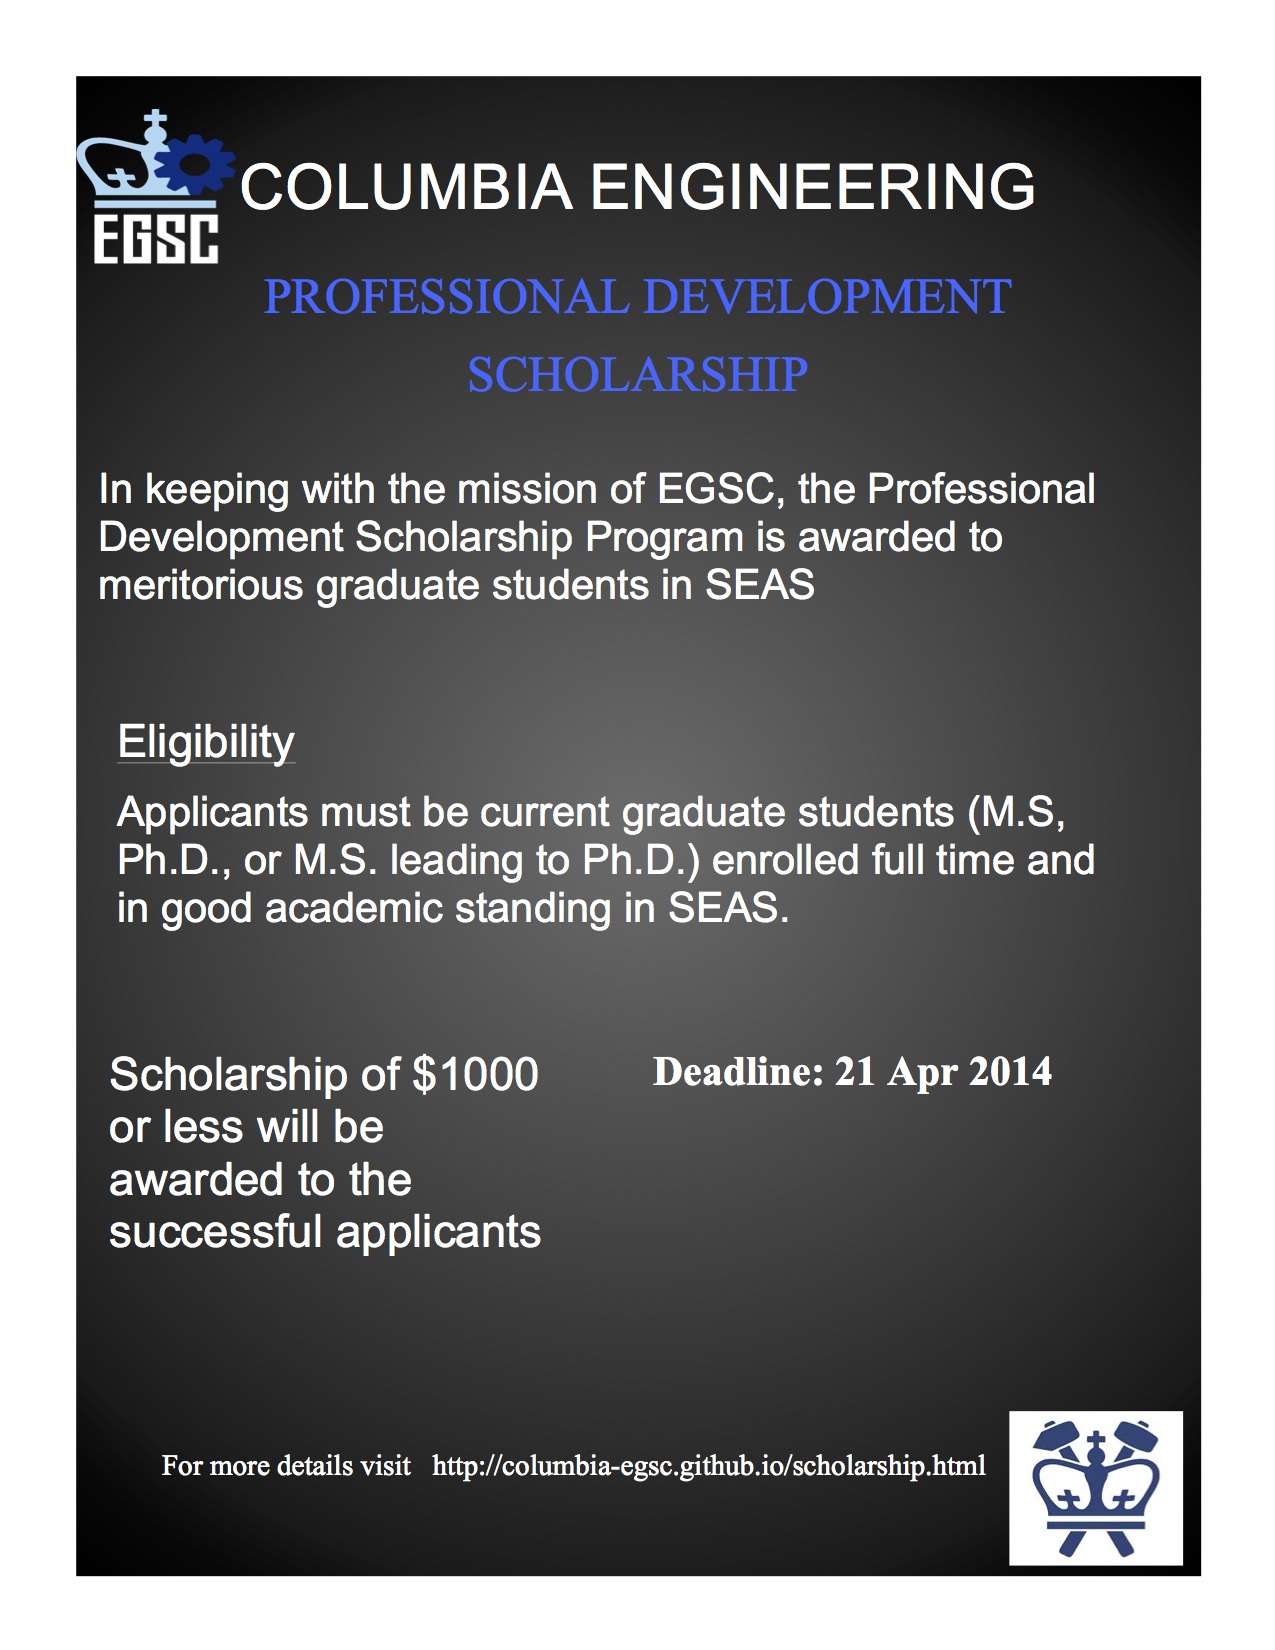 EGSC
COLUMBIA ENGINEERING
PROFESSIONAL DEVELOPMENT
SCHOLARSHIP
In keeping with the mission of EGSC, the Professional
Development Scholarship Program is awarded to
meritorious graduate students in SEAS
Eligibility
Applicants must be current graduate students (M.S,
Ph.D., or M.S. leading to Ph.D.) enrolled full time and
in good academic standing in SEAS.
Scholarship of $1000
or less will be
awarded to the
successful applicants
Deadline: 21 Apr 2014
For more details visit http://columbia-egsc.github.io/scholarship.html